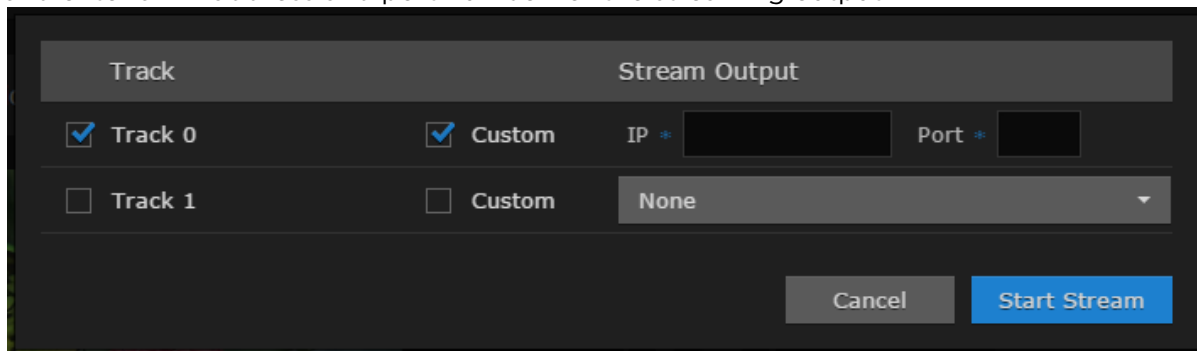 Track Stream Output
Track 0 Custom IP * Port *
Track 1 Custom None
Cancel Start Stream